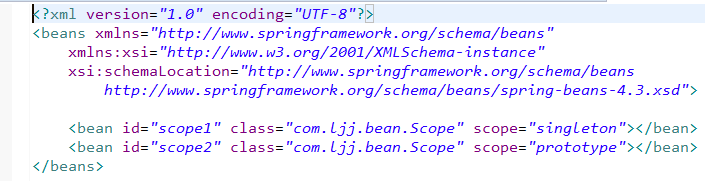 <?xml version="1.0" encoding="UTF-8"?>
<beans xmlns="http://www.springframework.org/schema/beans"
xmlns:xsi="http://www.w3.org/2001/XMLSchema-instance"
xsi:schemaLocation="http://www.springframework.org/schema/beans
http://www.springframework.org/schema/beans/spring-beans-4.3.xsd">
<bean id="scope1" class="com.ljj.bean.Scope" scope="singleton"></bean>
<bean id="scope2" class="com.ljj.bean.Scope" scope="prototype"></bean>
</beans>